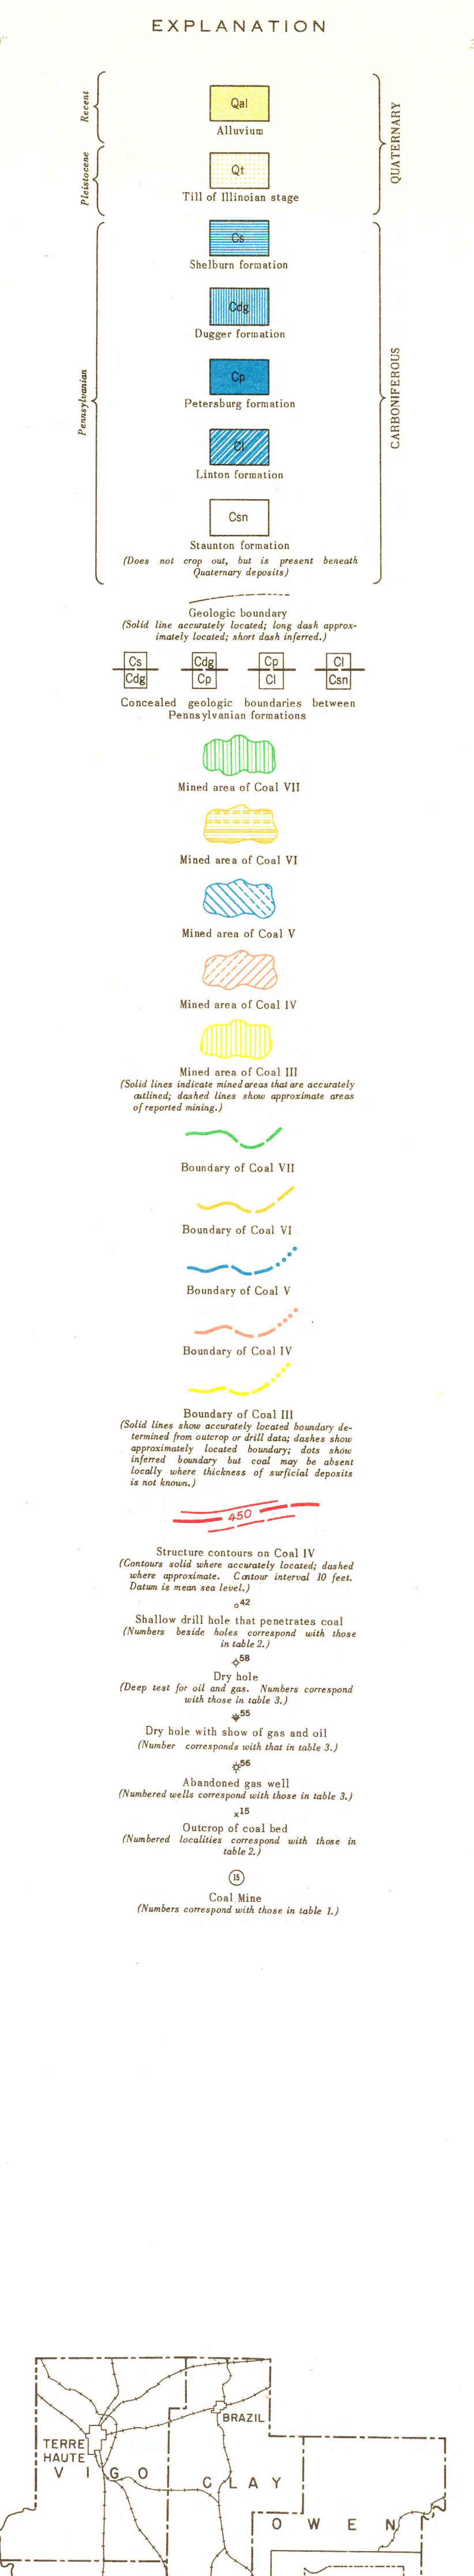 EXPLANATION
Recent
Qal
Alluvium
QUATERNARY
Pleistocene
Qt
Till of Illinoian stage
Cs
Shelburn formation
Cdg
Dugger formation
Pennsylvanian
Cp
Petersburg formation
CARBONIFEROUS
Cl
Linton formation
Csn
Staunton formation
(Does not crop out, but is present beneath
Quaternary deposits)
Geologic boundary
(Solid line accurately located; long dash approx-
imately located; short dash inferred.)
Cs Cdg Cp Cl
Cdg Cp Cl Csn
Concealed geologic boundaries between
Pennsylvanian formations
Mined area of Coal VII
Mined area of Coal VI
Mined area of Coal V
Mined area of Coal IV
Mined area of Coal III
(Solid lines indicate mined areas that are accurately
outlined; dashed lines show approximate areas
of reported mining.)
Boundary of Coal VII
Boundary of Coal VI
Boundary of Coal V
Boundary of Coal IV
Boundary of Coal III
(Solid lines show accurately located boundary de-
termined from outcrop or drill data; dashes show
approximately located boundary; dots show
inferred boundary but coal may be absent
locally where thickness of surficial deposits
is not known.)
450
Structure contours on Coal IV
(Contours solid where accurately located; dashed
where approximate. Contour interval 10 feet.
Datum is mean sea level.)
42
Shallow drill hole that penetrates coal
(Numbers beside holes correspond with those
in table 2.)
58
Dry hole
(Deep test for oil and gas. Numbers correspond
with those in table 3.)
55
Dry hole with show of gas and oil
(Number corresponds with that in table 3.)
56
Abandoned gas well
(Numbered wells correspond with those in table 3.)
x15
Outcrop of coal bed
(Numbered localities correspond with those in
table 2.)
15
Coal Mine
(Numbers correspond with those in table 1.)
BRAZIL
TERRE
HAUTE
VIGO
CLAY
OWEN